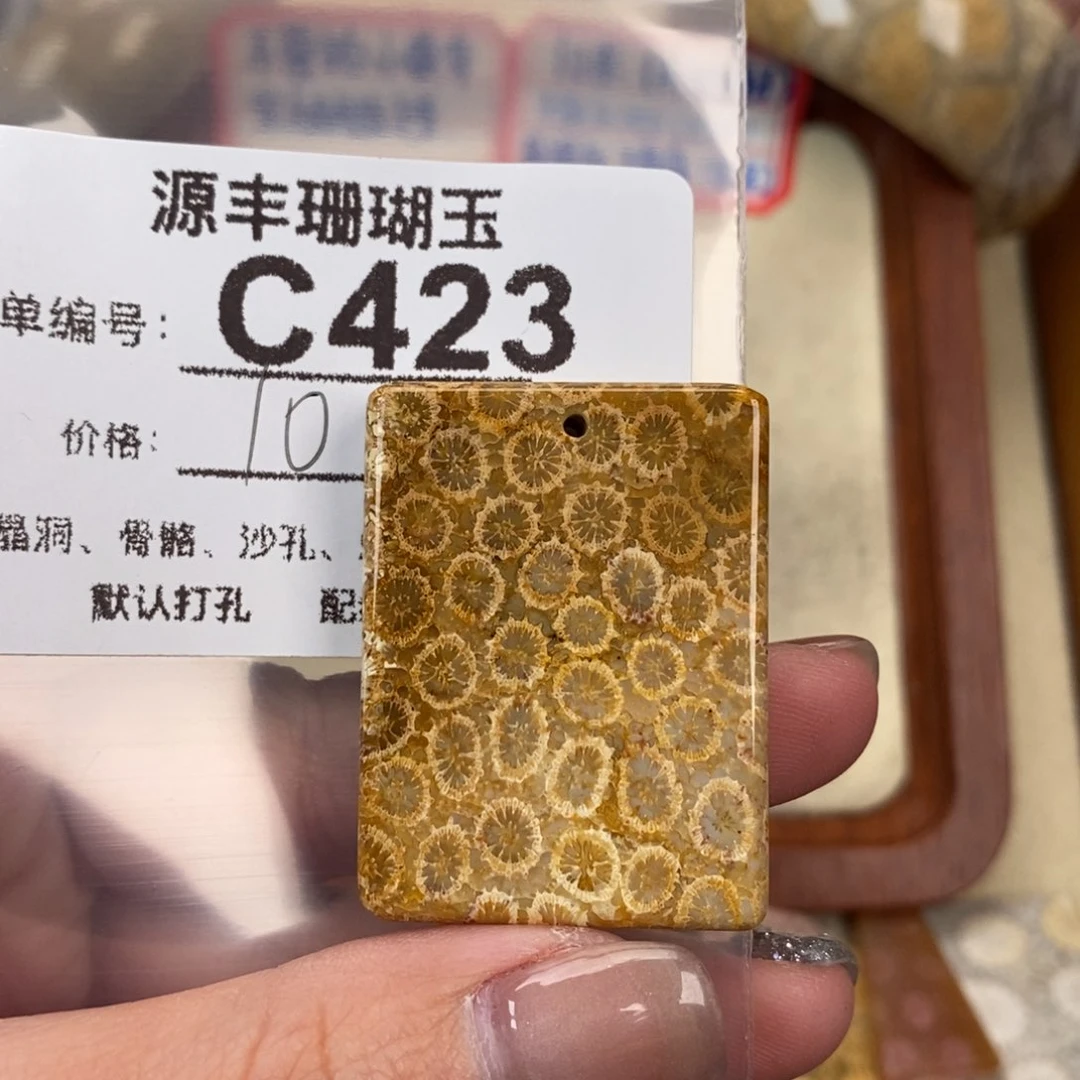 源丰珊瑚玉
单编号: C423
价格: 10
晶洞、骨骼、沙孔、
默认打孔 配